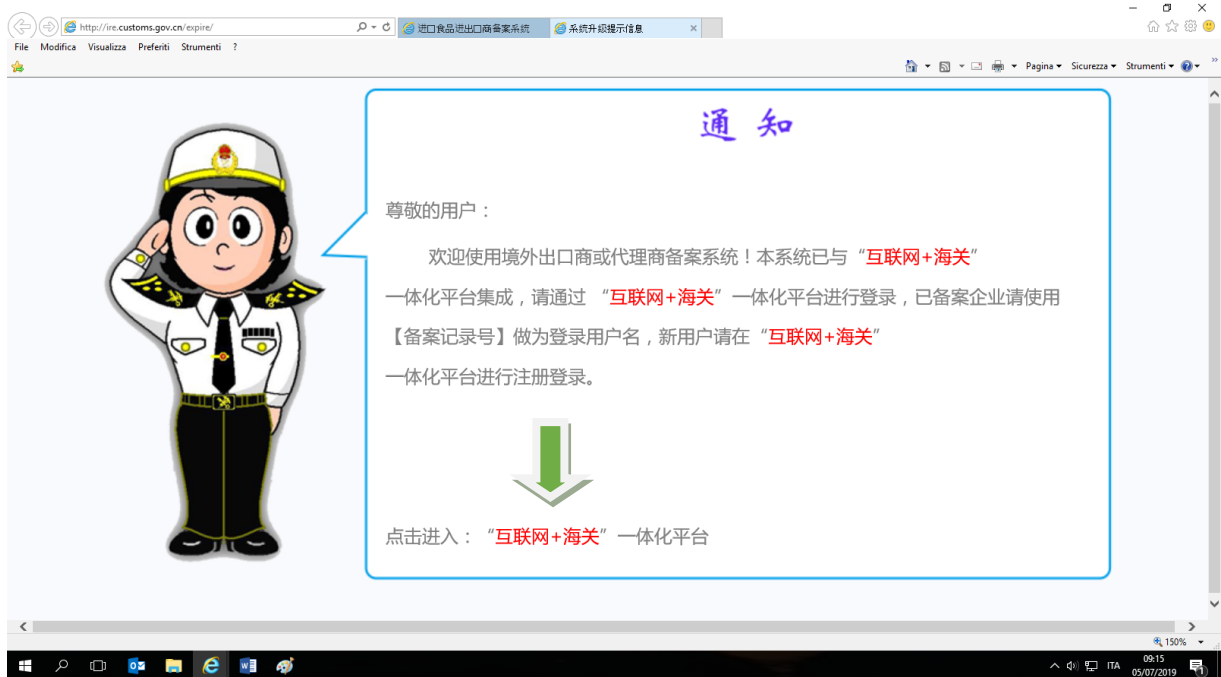 http://ire.customs.gov.cn/expire/
进口食品进出口商备案系统
系统升级提示信息
File Modifica Visualizza Preferiti Strumenti ?
Pagina Sicurezza Strumenti
通 知
尊敬的用户：
欢迎使用境外出口商或代理商备案系统！本系统已与“互联网+海关”
一体化平台集成，请通过 “互联网+海关”一体化平台进行登录，已备案企业请使用
【备案记录号】做为登录用户名，新用户请在“互联网+海关”
一体化平台进行注册登录。
点击进入：“互联网+海关”一体化平台
150%
ITA
09:15
05/07/2019
1